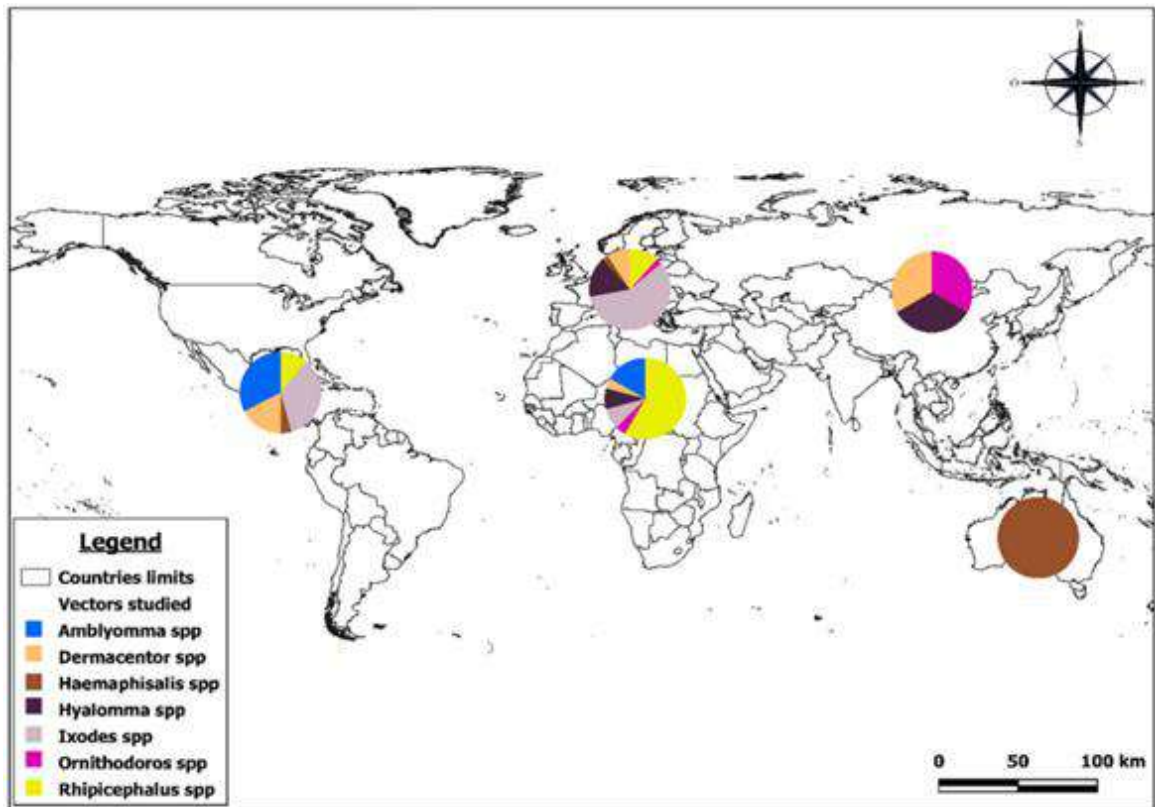 N
O E
S
Legend
Countries limits
Vectors studied
Amblyomma spp
Dermacentor spp
Haemaphisalis spp
Hyalomma spp
Ixodes spp
Ornithodoros spp
Rhipicephalus spp
0 50 100 km